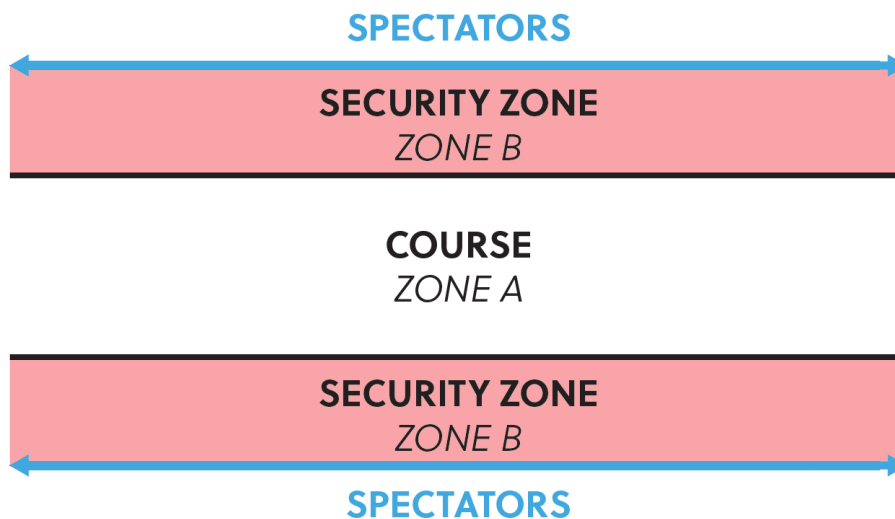 SPECTATORS
SECURITY ZONE
ZONE B
COURSE
ZONE A
SECURITY ZONE
ZONE B
SPECTATORS